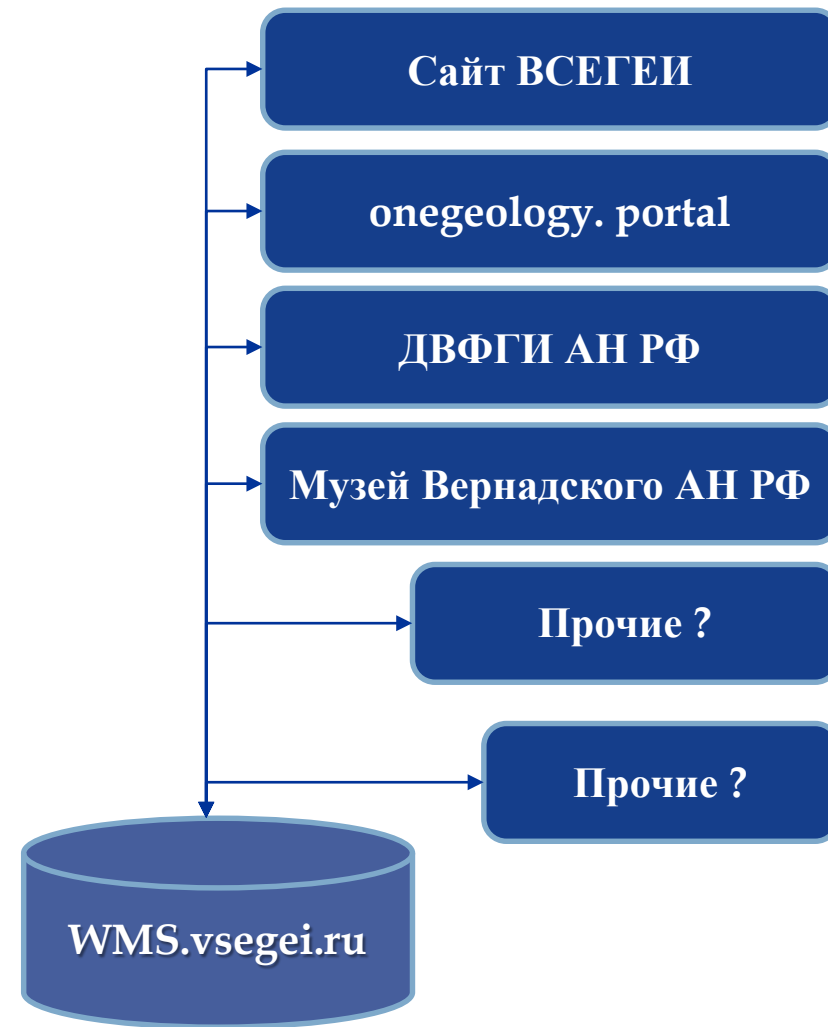 Сайт ВСЕГЕИ
onegeology. portal
ДВФГИ АН РФ
Музей Вернадского АН РФ
Прочие ?
Прочие ?
WMS.vsegei.ru